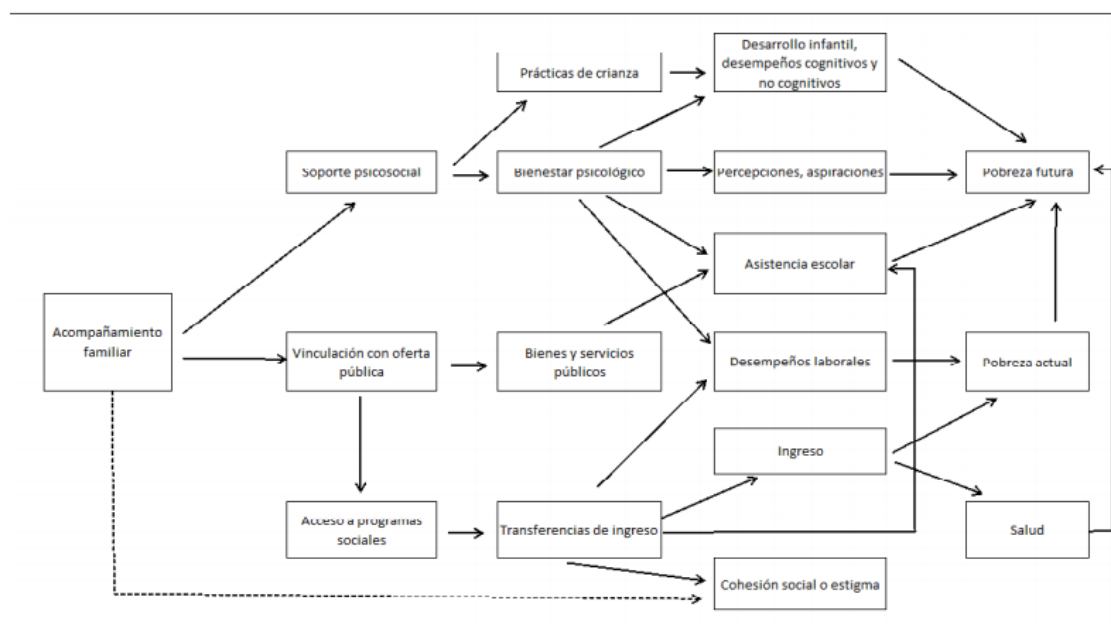 Desarrollo infantil,
desempeños cognitivos y
no cognitivos
Prácticas de crianza
Soporte psicosocial
Bienestar psicológico
Percepciones, aspiraciones
Pobreza futura
Asistencia escolar
Acompañamiento
familiar
Vinculación con oferta
pública
Bienes y servicios
públicos
Desempeños laborales
Pobreza actual
Ingreso
Acceso a programas
sociales
Transferencias de ingreso
Salud
Cohesión social o estigma